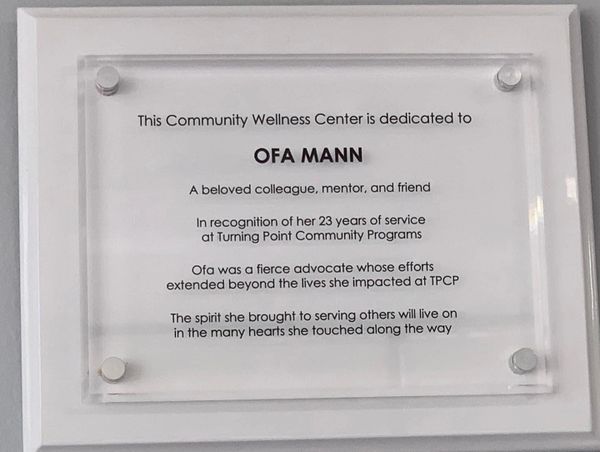 This Community Wellness Center is dedicated to
OFA MANN
A beloved colleague, mentor, and friend
In recognition of her 23 years of service
at Turning Point Community Programs
Ofa was a fierce advocate whose efforts
extended beyond the lives she impacted at TPCP
The spirit she brought to serving others will live on
in the many hearts she touched along the way